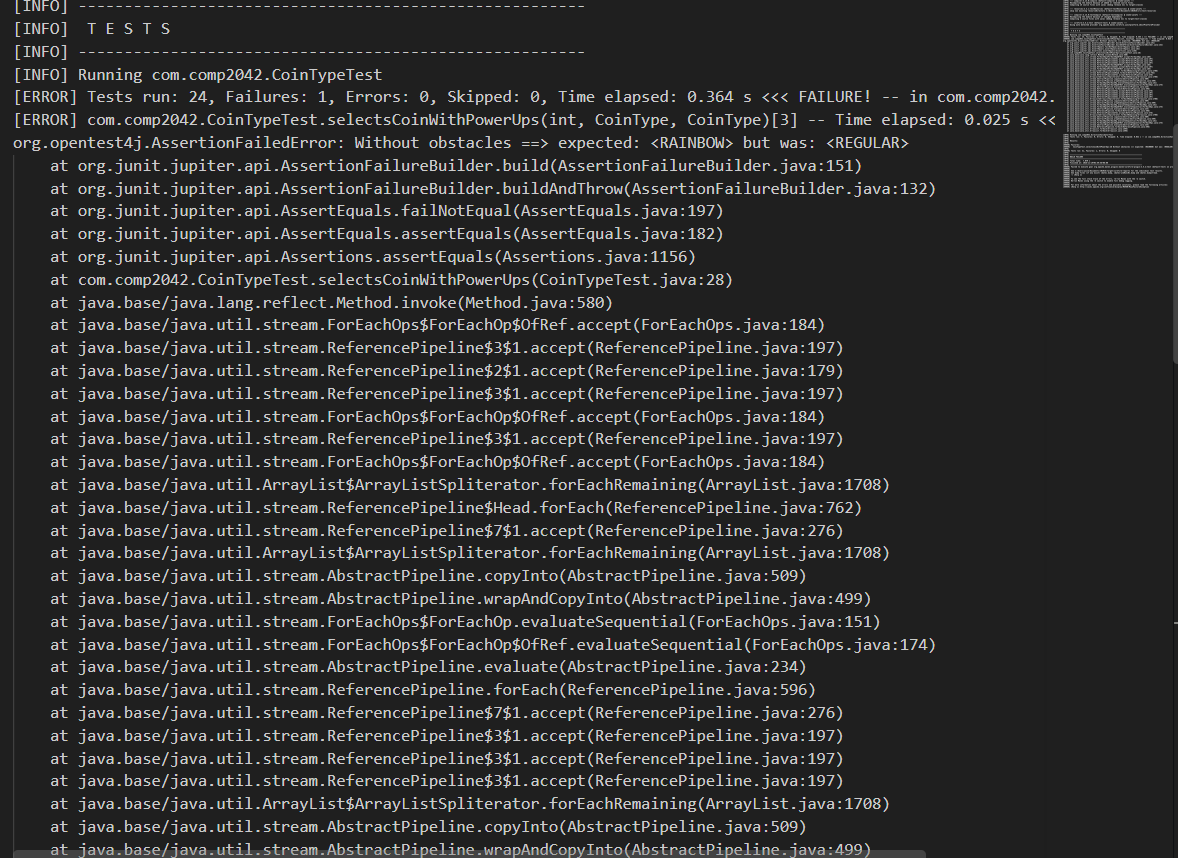 [INFO] -------------------------------------------------------
[INFO]  T E S T S
[INFO] -------------------------------------------------------
[INFO] Running com.comp2042.CoinTypeTest
[ERROR] Tests run: 24, Failures: 1, Errors: 0, Skipped: 0, Time elapsed: 0.364 s <<< FAILURE! -- in com.comp2042.
[ERROR] com.comp2042.CoinTypeTest.selectsCoinWithPowerUps(int, CoinType, CoinType)[3] -- Time elapsed: 0.025 s <<
org.opentest4j.AssertionFailedError: Without obstacles ==> expected: <RAINBOW> but was: <REGULAR>
    at org.junit.jupiter.api.AssertionFailureBuilder.build(AssertionFailureBuilder.java:151)
    at org.junit.jupiter.api.AssertionFailureBuilder.buildAndThrow(AssertionFailureBuilder.java:132)
    at org.junit.jupiter.api.AssertEquals.failNotEqual(AssertEquals.java:197)
    at org.junit.jupiter.api.AssertEquals.assertEquals(AssertEquals.java:182)
    at org.junit.jupiter.api.Assertions.assertEquals(Assertions.java:1156)
    at com.comp2042.CoinTypeTest.selectsCoinWithPowerUps(CoinTypeTest.java:28)
    at java.base/java.lang.reflect.Method.invoke(Method.java:580)
    at java.base/java.util.stream.ForEachOps$ForEachOp$OfRef.accept(ForEachOps.java:184)
    at java.base/java.util.stream.ReferencePipeline$3$1.accept(ReferencePipeline.java:197)
    at java.base/java.util.stream.ReferencePipeline$2$1.accept(ReferencePipeline.java:179)
    at java.base/java.util.stream.ReferencePipeline$3$1.accept(ReferencePipeline.java:197)
    at java.base/java.util.stream.ForEachOps$ForEachOp$OfRef.accept(ForEachOps.java:184)
    at java.base/java.util.stream.ReferencePipeline$3$1.accept(ReferencePipeline.java:197)
    at java.base/java.util.stream.ForEachOps$ForEachOp$OfRef.accept(ForEachOps.java:184)
    at java.base/java.util.ArrayList$ArrayListSpliterator.forEachRemaining(ArrayList.java:1708)
    at java.base/java.util.stream.ReferencePipeline$Head.forEach(ReferencePipeline.java:762)
    at java.base/java.util.stream.ReferencePipeline$7$1.accept(ReferencePipeline.java:276)
    at java.base/java.util.ArrayList$ArrayListSpliterator.forEachRemaining(ArrayList.java:1708)
    at java.base/java.util.stream.AbstractPipeline.copyInto(AbstractPipeline.java:509)
    at java.base/java.util.stream.AbstractPipeline.wrapAndCopyInto(AbstractPipeline.java:499)
    at java.base/java.util.stream.ForEachOps$ForEachOp.evaluateSequential(ForEachOps.java:151)
    at java.base/java.util.stream.ForEachOps$ForEachOp$OfRef.evaluateSequential(ForEachOps.java:174)
    at java.base/java.util.stream.AbstractPipeline.evaluate(AbstractPipeline.java:234)
    at java.base/java.util.stream.ReferencePipeline.forEach(ReferencePipeline.java:596)
    at java.base/java.util.stream.ReferencePipeline$7$1.accept(ReferencePipeline.java:276)
    at java.base/java.util.stream.ReferencePipeline$3$1.accept(ReferencePipeline.java:197)
    at java.base/java.util.stream.ReferencePipeline$3$1.accept(ReferencePipeline.java:197)
    at java.base/java.util.stream.ReferencePipeline$3$1.accept(ReferencePipeline.java:197)
    at java.base/java.util.ArrayList$ArrayListSpliterator.forEachRemaining(ArrayList.java:1708)
    at java.base/java.util.stream.AbstractPipeline.copyInto(AbstractPipeline.java:509)
    at java.base/java.util.stream.AbstractPipeline.wrapAndCopyInto(AbstractPipeline.java:499)